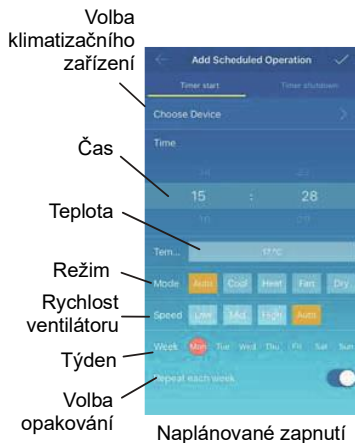 Volba
klimatizačního
zařízení
Add Scheduled Operation
Timer start Timer shutdown
Choose Device
Time
Čas
15 : 28
Teplota
Tem... 17 °C
Režim
Mode Auto Cool Heat Fan Dry
Rychlost
ventilátoru
Speed Low Mid High Auto
Týden
Week Mon Tue Wed Thu Fri Sat Sun
Repeat each week
Volba
opakování
Naplánované zapnutí